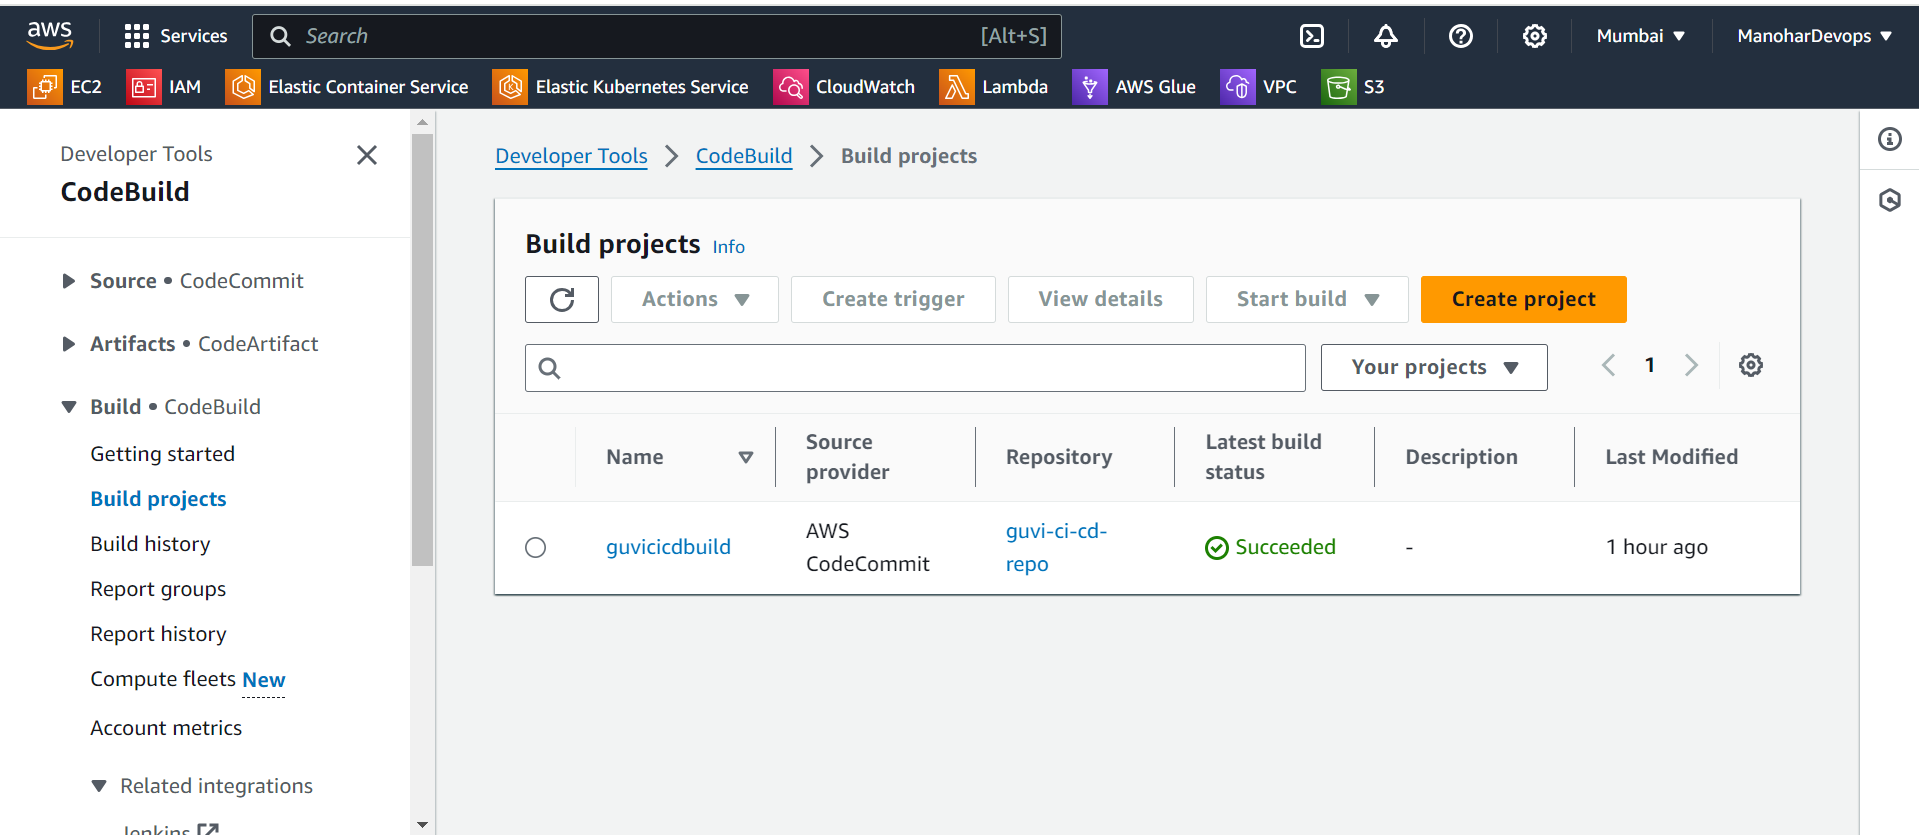 aws Services Search [Alt+S] Mumbai ManoharDevops
EC2 IAM Elastic Container Service Elastic Kubernetes Service CloudWatch Lambda AWS Glue VPC S3
Developer Tools
CodeBuild
Source • CodeCommit
Artifacts • CodeArtifact
Build • CodeBuild
Getting started
Build projects
Build history
Report groups
Report history
Compute fleets New
Account metrics
Related integrations
Jenkins
Developer Tools > CodeBuild > Build projects
Build projects Info
Actions Create trigger View details Start build Create project
Your projects 1
Name Source provider Repository Latest build status Description Last Modified
guvicicdbuild AWS CodeCommit guvi-ci-cd-repo Succeeded - 1 hour ago